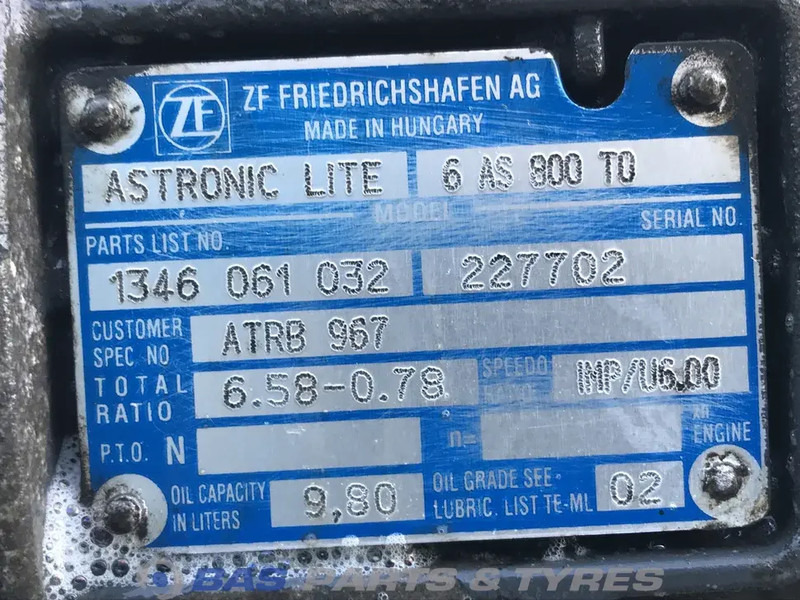 ZF
ZF FRIEDRICHSHAFEN AG
MADE IN HUNGARY
ASTRONIC LITE 6 AS 800 TO
MODEL
PARTS LIST NO. SERIAL NO.
1346 061 032 227702
CUSTOMER SPEC NO ATRB 967
TOTAL RATIO 6.58-0.78 SPEEDO RATIO IMP/U6.00
P.T.O. N n= xn ENGINE
OIL CAPACITY IN LITERS 9,80 OIL GRADE SEE LUBRIC. LIST TE-ML 02
BAS PARTS & TYRES